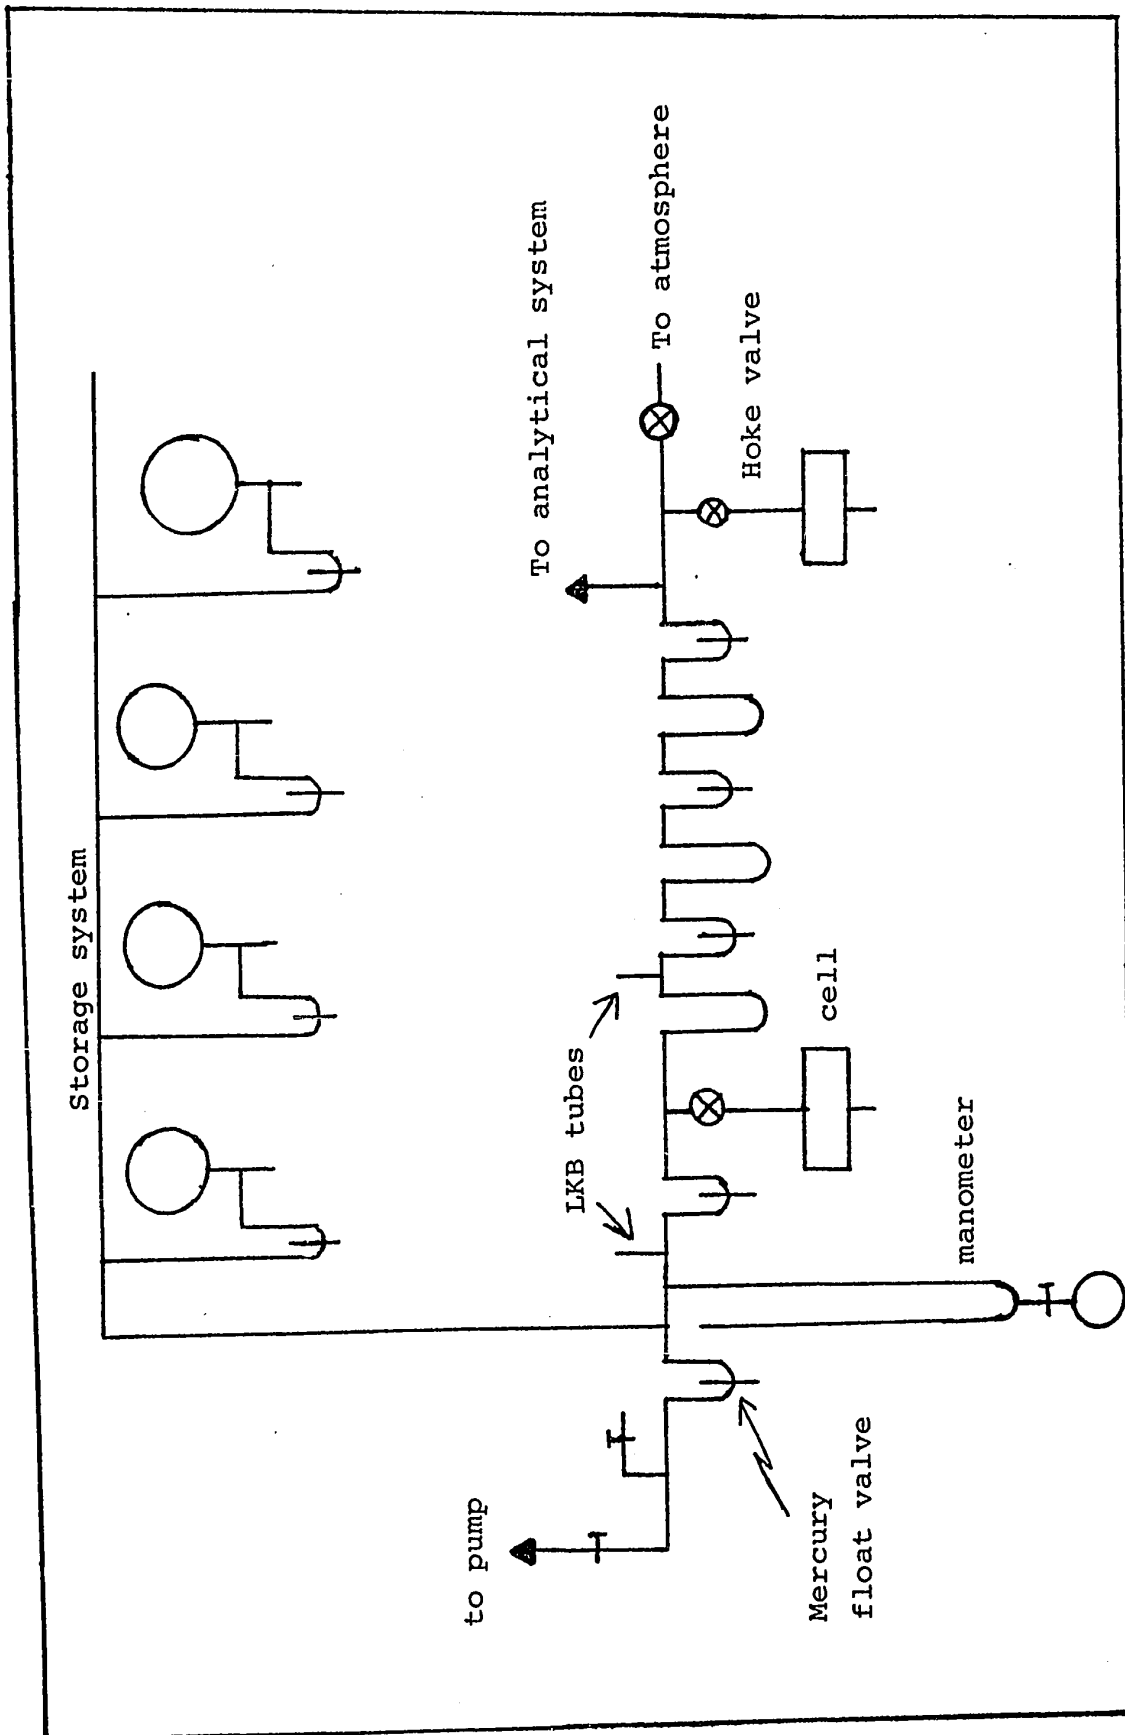 Storage system
To analytical system
To atmosphere
Hoke valve
LKB tubes
cell
manometer
to pump
Mercury
float valve